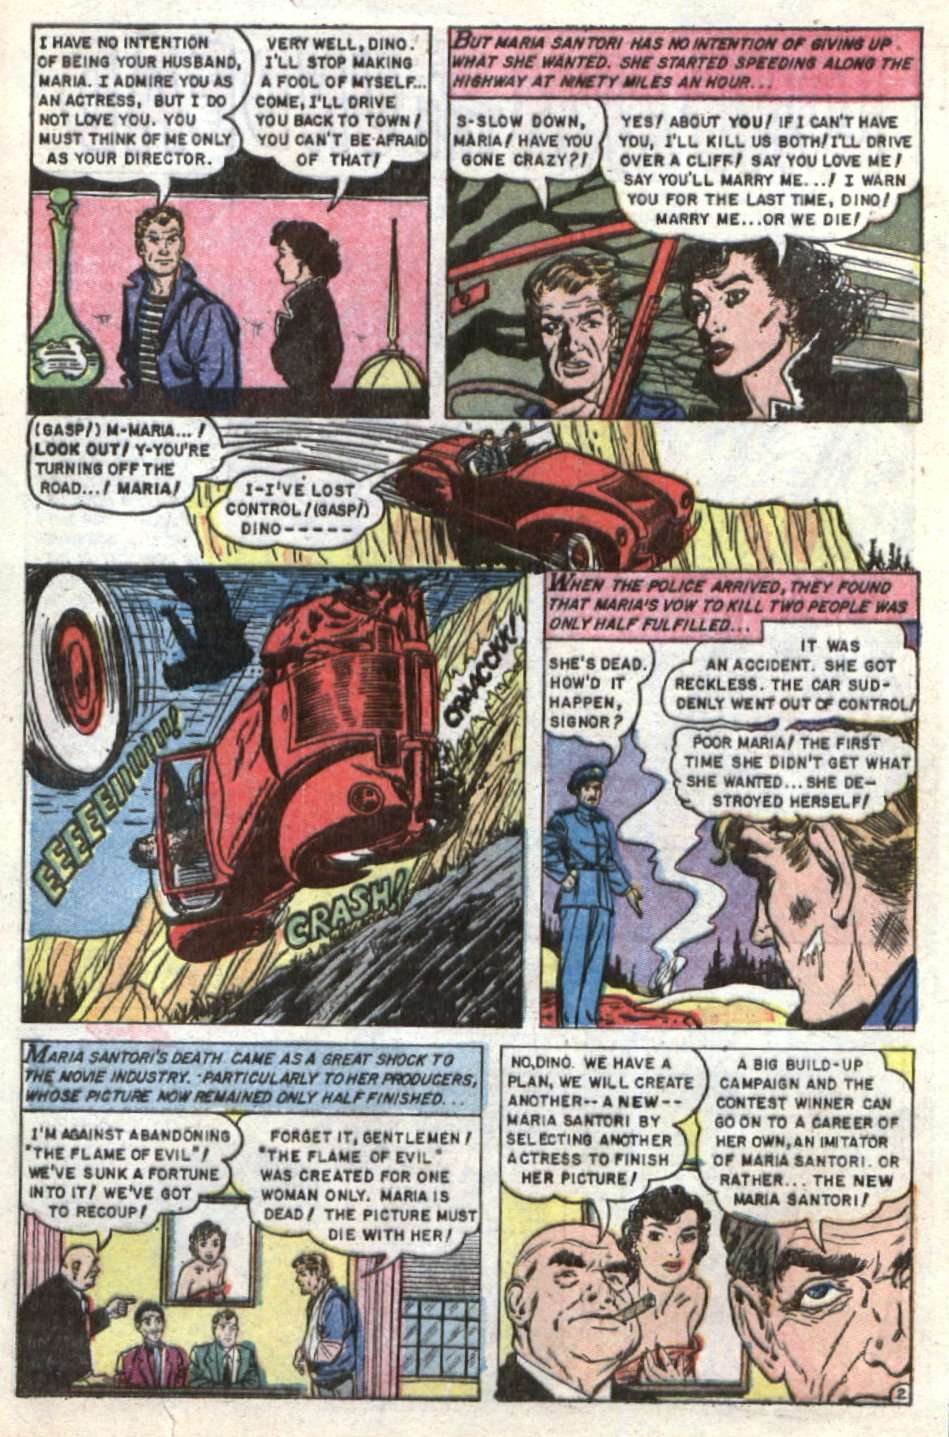 I HAVE NO INTENTION
OF BEING YOUR HUSBAND,
MARIA. I ADMIRE YOU AS
AN ACTRESS, BUT I DO
NOT LOVE YOU. YOU
MUST THINK OF ME ONLY
AS YOUR DIRECTOR.
VERY WELL, DINO.
I'LL STOP MAKING
A FOOL OF MYSELF...
COME, I'LL DRIVE
YOU BACK TO TOWN!
YOU CAN'T BE AFRAID
OF THAT!
BUT MARIA SANTORI HAS NO INTENTION OF GIVING UP
WHAT SHE WANTED. SHE STARTED SPEEDING ALONG THE
HIGHWAY AT NINETY MILES AN HOUR...
S-SLOW DOWN,
MARIA! HAVE YOU
GONE CRAZY?!
YES! ABOUT YOU! IF I CAN'T HAVE
YOU, I'LL KILL US BOTH! I'LL DRIVE
OVER A CLIFF! SAY YOU LOVE ME!
SAY YOU'LL MARRY ME...! I WARN
YOU FOR THE LAST TIME, DINO!
MARRY ME...OR WE DIE!
(GASP!) M-MARIA...!
LOOK OUT! Y-YOU'RE
TURNING OFF THE
ROAD...! MARIA!
I-I'VE LOST
CONTROL! (GASP!)
DINO-----
EEEEEIIIIIII!
CRAAACCKK!
CRASH!
WHEN THE POLICE ARRIVED, THEY FOUND
THAT MARIA'S VOW TO KILL TWO PEOPLE WAS
ONLY HALF FULFILLED...
SHE'S DEAD.
HOW'D IT
HAPPEN,
SIGNOR?
IT WAS
AN ACCIDENT. SHE GOT
RECKLESS. THE CAR SUD-
DENLY WENT OUT OF CONTROL!
POOR MARIA! THE FIRST
TIME SHE DIDN'T GET WHAT
SHE WANTED...SHE DE-
STROYED HERSELF!
MARIA SANTORI'S DEATH CAME AS A GREAT SHOCK TO
THE MOVIE INDUSTRY. PARTICULARLY TO HER PRODUCERS,
WHOSE PICTURE NOW REMAINED ONLY HALF FINISHED...
I'M AGAINST ABANDONING
"THE FLAME OF EVIL"!
WE'VE SUNK A FORTUNE
INTO IT! WE'VE GOT
TO RECOUP!
FORGET IT, GENTLEMEN!
"THE FLAME OF EVIL"
WAS CREATED FOR ONE
WOMAN ONLY. MARIA IS
DEAD! THE PICTURE MUST
DIE WITH HER!
NO, DINO. WE HAVE A
PLAN, WE WILL CREATE
ANOTHER--A NEW--
MARIA SANTORI BY
SELECTING ANOTHER
ACTRESS TO FINISH
HER PICTURE!
A BIG BUILD-UP
CAMPAIGN AND THE
CONTEST WINNER CAN
GO ON TO A CAREER OF
HER OWN, AN IMITATOR
OF MARIA SANTORI. OR
RATHER... THE NEW
MARIA SANTORI!
2